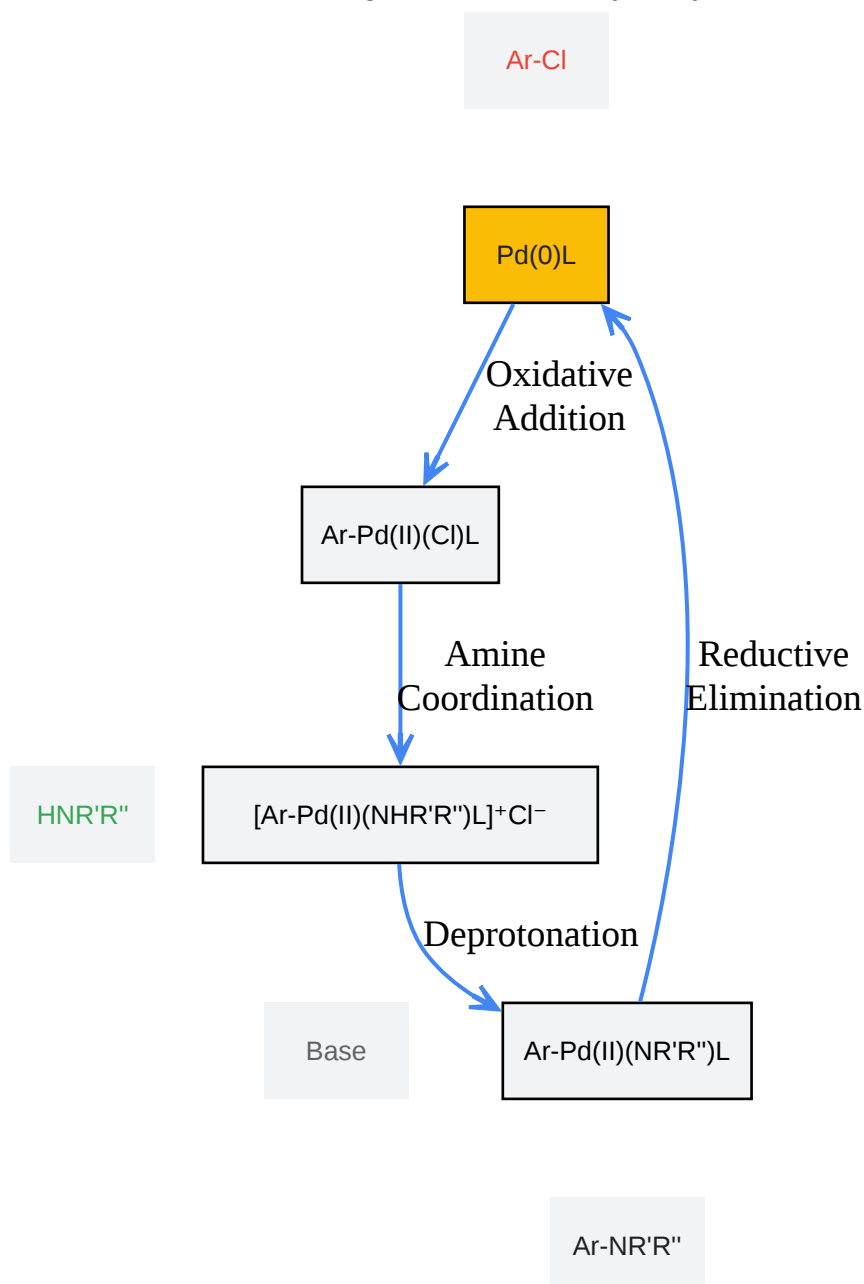 Ar-Cl
Pd(0)L
Oxidative
Addition
Ar-Pd(II)(Cl)L
Amine
Coordination
Reductive
Elimination
HNR'R"
[Ar-Pd(II)(NHR'R")L]⁺Cl⁻
Deprotonation
Base
Ar-Pd(II)(NR'R")L
Ar-NR'R"